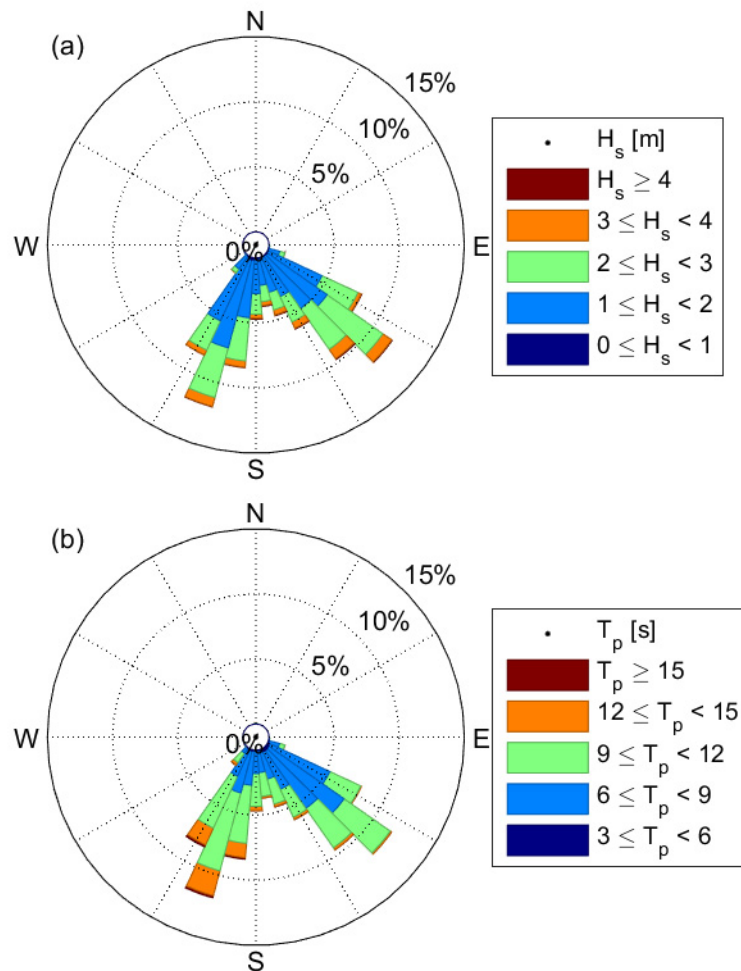 (a)
N
15%
10%
5%
0%
W
E
S
H_s [m]
H_s ≥ 4
3 ≤ H_s < 4
2 ≤ H_s < 3
1 ≤ H_s < 2
0 ≤ H_s < 1
(b)
N
15%
10%
5%
0%
W
E
S
T_p [s]
T_p ≥ 15
12 ≤ T_p < 15
9 ≤ T_p < 12
6 ≤ T_p < 9
3 ≤ T_p < 6